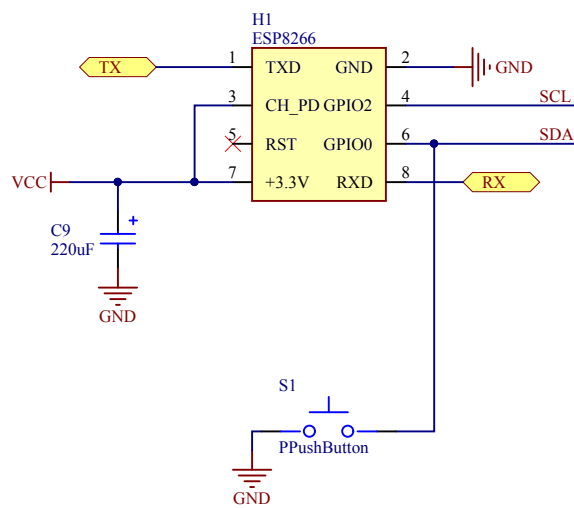 H1
ESP8266
TX
1
TXD
GND
2
GND
3
CH_PD
GPIO2
4
SCL
5
RST
GPIO0
6
SDA
VCC
7
+3.3V
RXD
8
RX
+
C9
220uF
GND
S1
PPushButton
GND